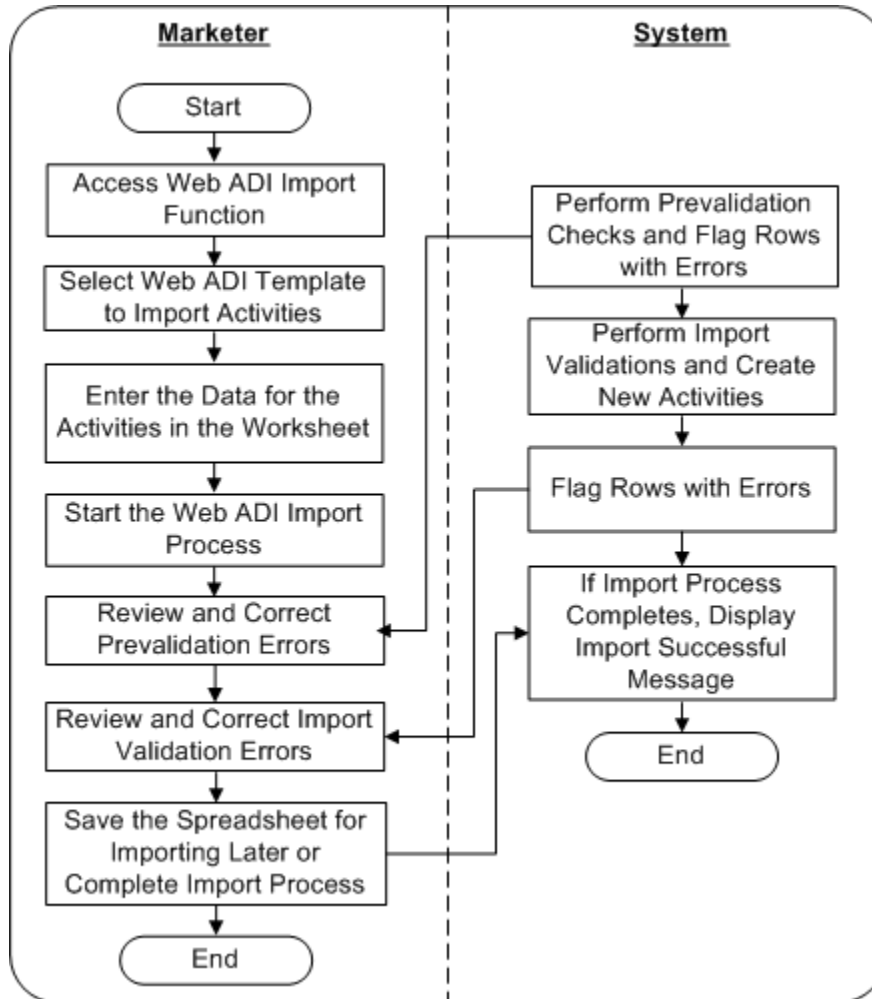 Marketer
Start
Access Web ADI Import
Function
Select Web ADI Template
to Import Activities
Enter the Data for the
Activities in the Worksheet
Start the Web ADI Import
Process
Review and Correct
Prevalidation Errors
Review and Correct Import
Validation Errors
Save the Spreadsheet for
Importing Later or
Complete Import Process
End
System
Perform Prevalidation
Checks and Flag Rows
with Errors
Perform Import
Validations and Create
New Activities
Flag Rows with Errors
If Import Process
Completes, Display
Import Successful
Message
End